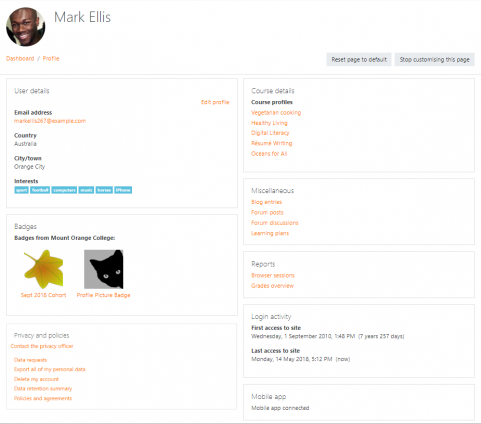 Mark Ellis
Dashboard / Profile
Reset page to default
Stop customising this page
User details
Edit profile
Email address
markellis267@example.com
Country
Australia
City/town
Orange City
Interests
sport football computers music horses iPhone
Badges
Badges from Mount Orange College:
Sept 2016 Cohort
Profile Picture Badge
Privacy and policies
Contact the privacy officer
Data requests
Export all of my personal data
Delete my account
Data retention summary
Policies and agreements
Course details
Course profiles
Vegetarian cooking
Healthy Living
Digital Literacy
Résumé Writing
Oceans for All
Miscellaneous
Blog entries
Forum posts
Forum discussions
Learning plans
Reports
Browser sessions
Grades overview
Login activity
First access to site
Wednesday, 1 September 2010, 1:48 PM (7 years 257 days)
Last access to site
Monday, 14 May 2018, 5:12 PM (now)
Mobile app
Mobile app connected